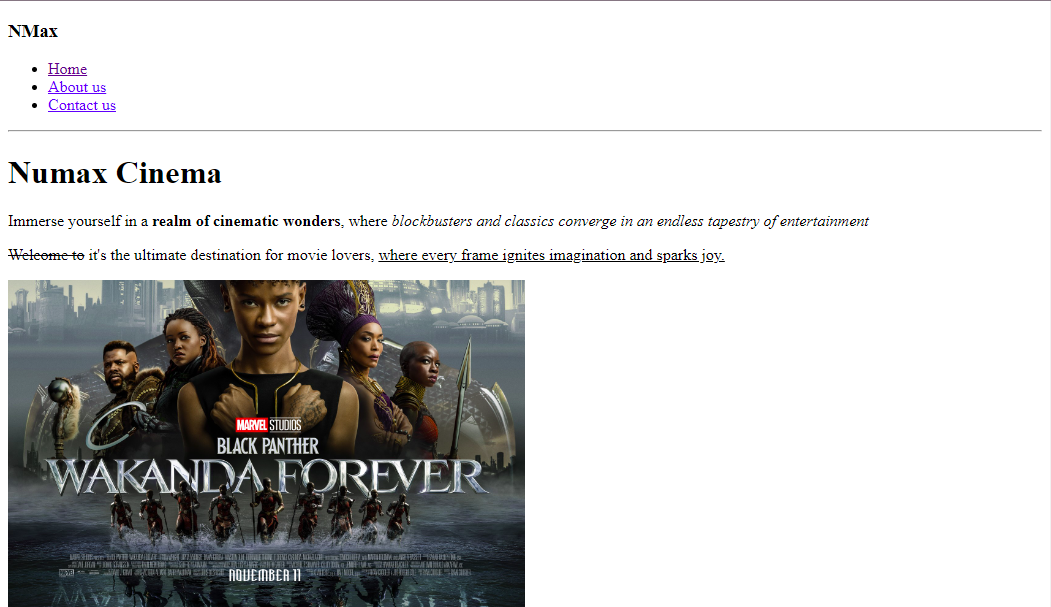 NMax
Home
About us
Contact us
Numax Cinema
Immerse yourself in a realm of cinematic wonders, where blockbusters and classics converge in an endless tapestry of entertainment
Welcome to it's the ultimate destination for movie lovers, where every frame ignites imagination and sparks joy.
MARVEL STUDIOS
BLACK PANTHER
WAKANDA FOREVER
NOVEMBER 11